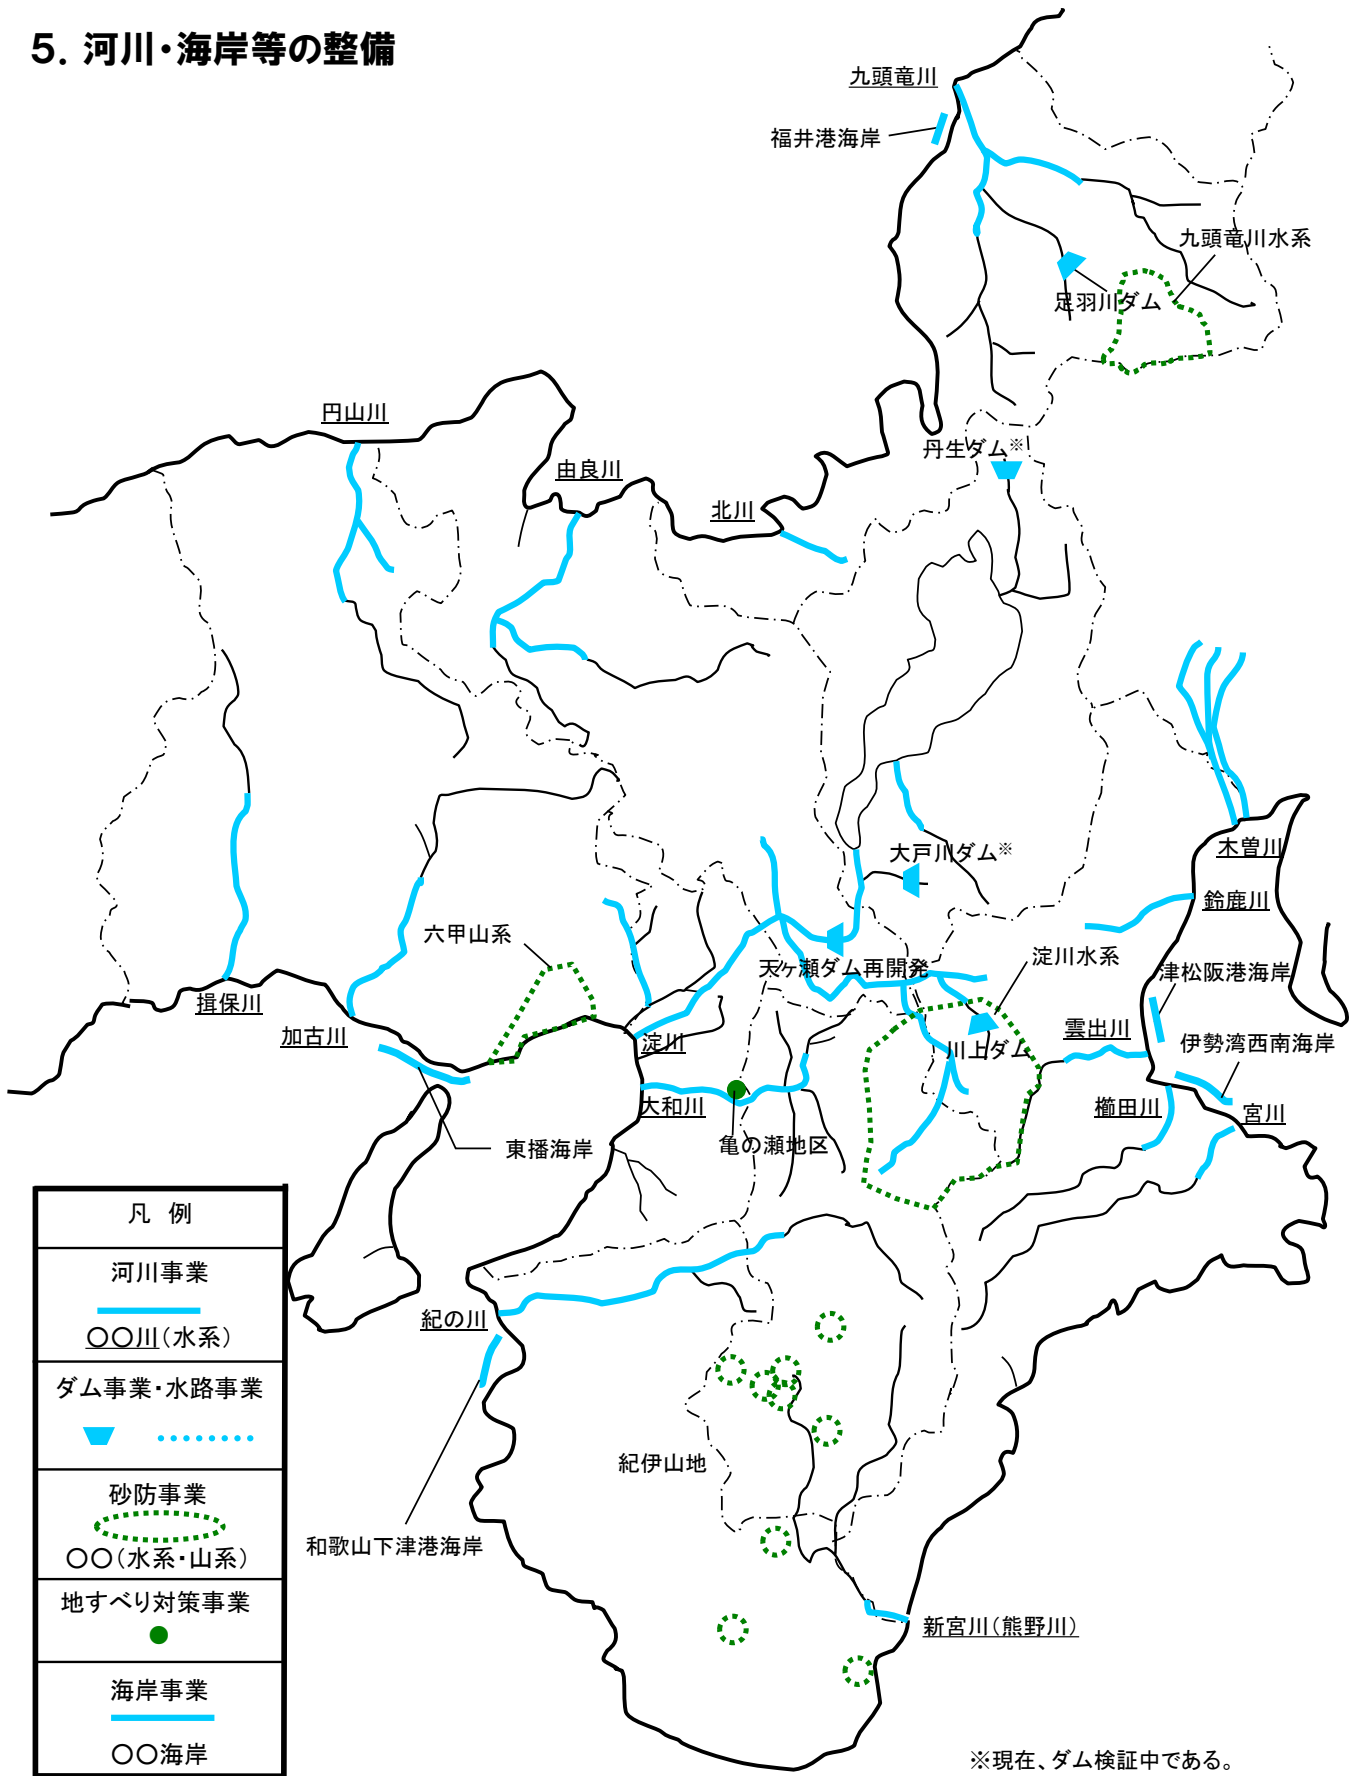 5. 河川・海岸等の整備
九頭竜川
福井港海岸
九頭竜川水系
足羽川ダム
円山川
丹生ダム※
由良川
北川
大戸川ダム※
木曽川
鈴鹿川
六甲山系
淀川水系
天ヶ瀬ダム再開発
津松阪港海岸
揖保川
加古川
淀川
川上ダム
雲出川
伊勢湾西南海岸
大和川
櫛田川
宮川
東播海岸
亀の瀬地区
紀の川
紀伊山地
和歌山下津港海岸
新宮川(熊野川)
凡 例
河川事業
〇〇川(水系)
ダム事業・水路事業
砂防事業
〇〇(水系・山系)
地すべり対策事業
海岸事業
〇〇海岸
※現在、ダム検証中である。